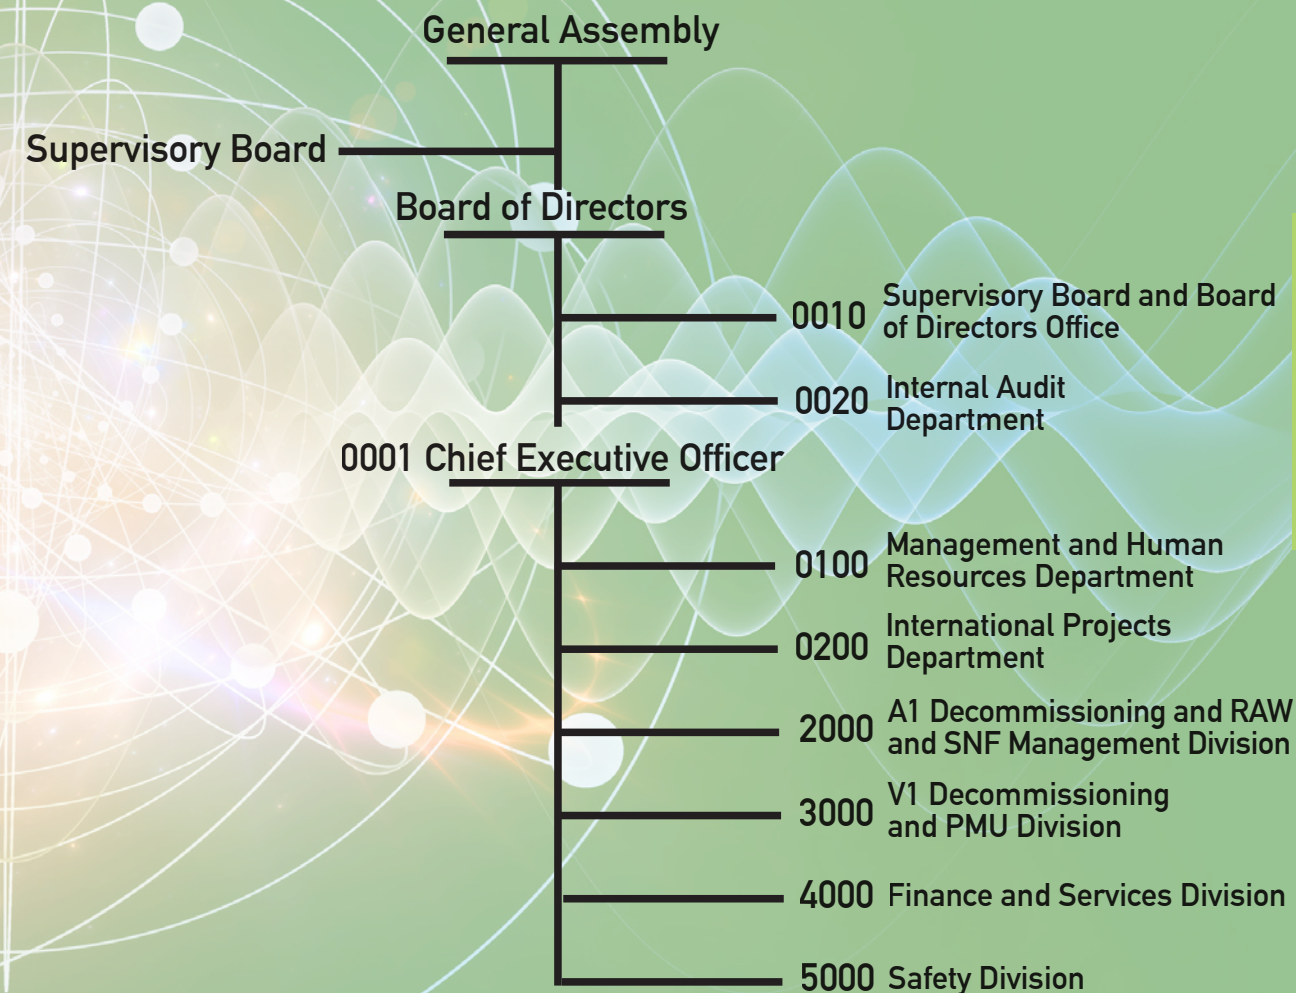 General Assembly
Supervisory Board
Board of Directors
0010 Supervisory Board and Board
of Directors Office
0020 Internal Audit
Department
0001 Chief Executive Officer
0100 Management and Human
Resources Department
0200 International Projects
Department
2000 A1 Decommissioning and RAW
and SNF Management Division
3000 V1 Decommissioning
and PMU Division
4000 Finance and Services Division
5000 Safety Division